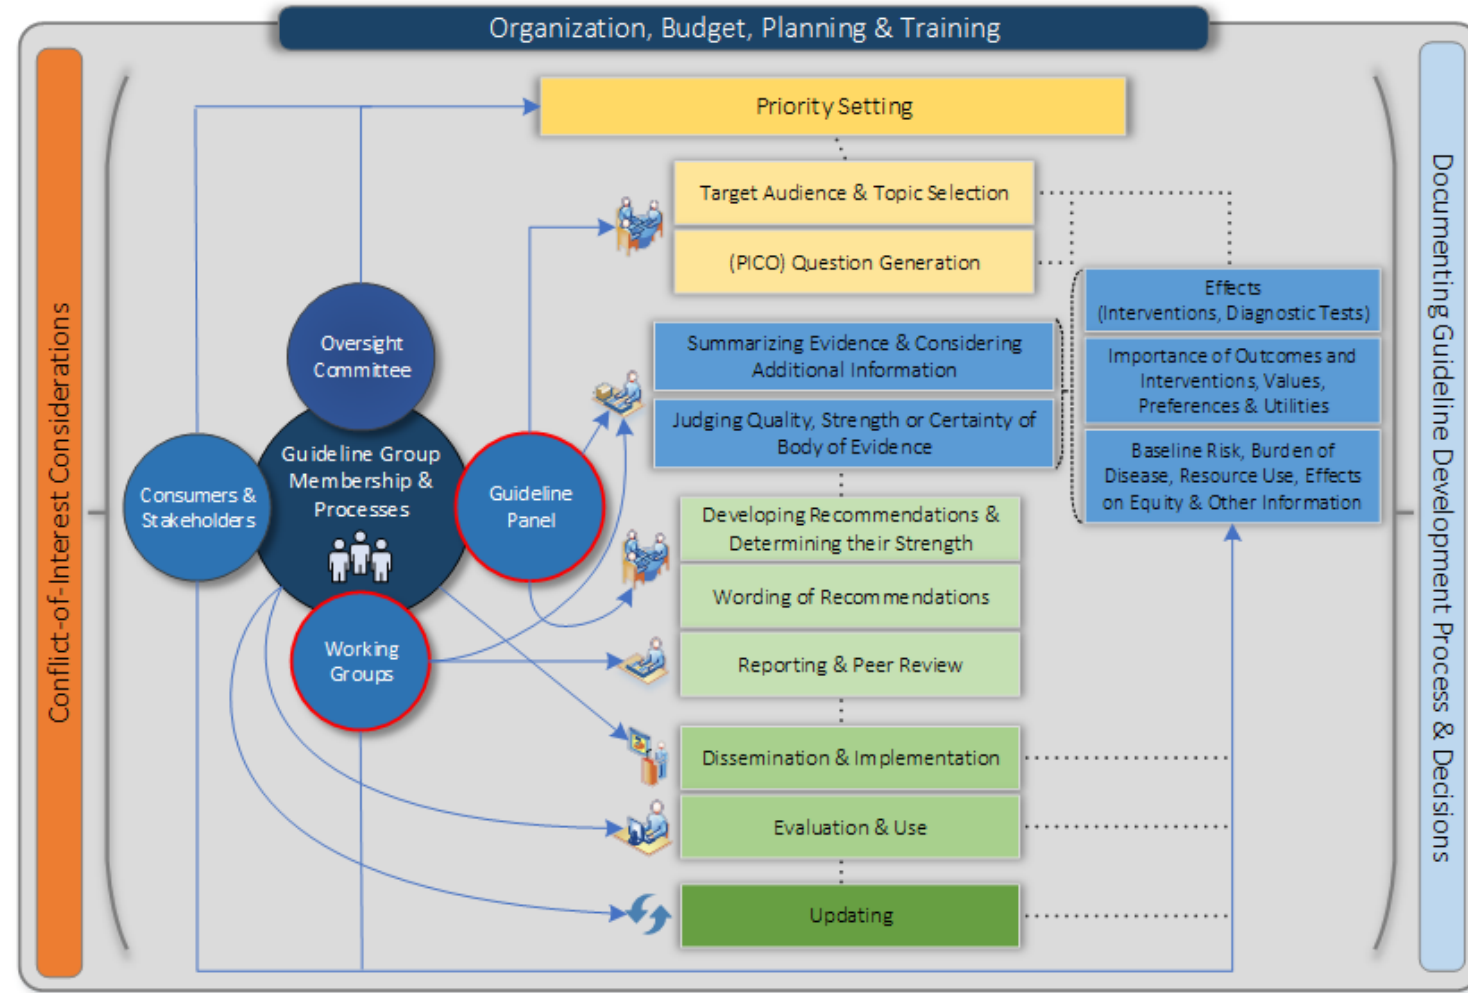 Organization, Budget, Planning & Training
Conflict-of-Interest Considerations
Priority Setting
Target Audience & Topic Selection
(PICO) Question Generation
Effects
(Interventions, Diagnostic Tests)
Importance of Outcomes and
Interventions, Values,
Preferences & Utilities
Baseline Risk, Burden of
Disease, Resource Use, Effects
on Equity & Other Information
Summarizing Evidence & Considering
Additional Information
Judging Quality, Strength or Certainty of
Body of Evidence
Oversight
Committee
Guideline Group
Membership &
Processes
Consumers &
Stakeholders
Guideline
Panel
Working
Groups
Developing Recommendations &
Determining their Strength
Wording of Recommendations
Reporting & Peer Review
Dissemination & Implementation
Evaluation & Use
Updating
Documenting Guideline Development Process & Decisions